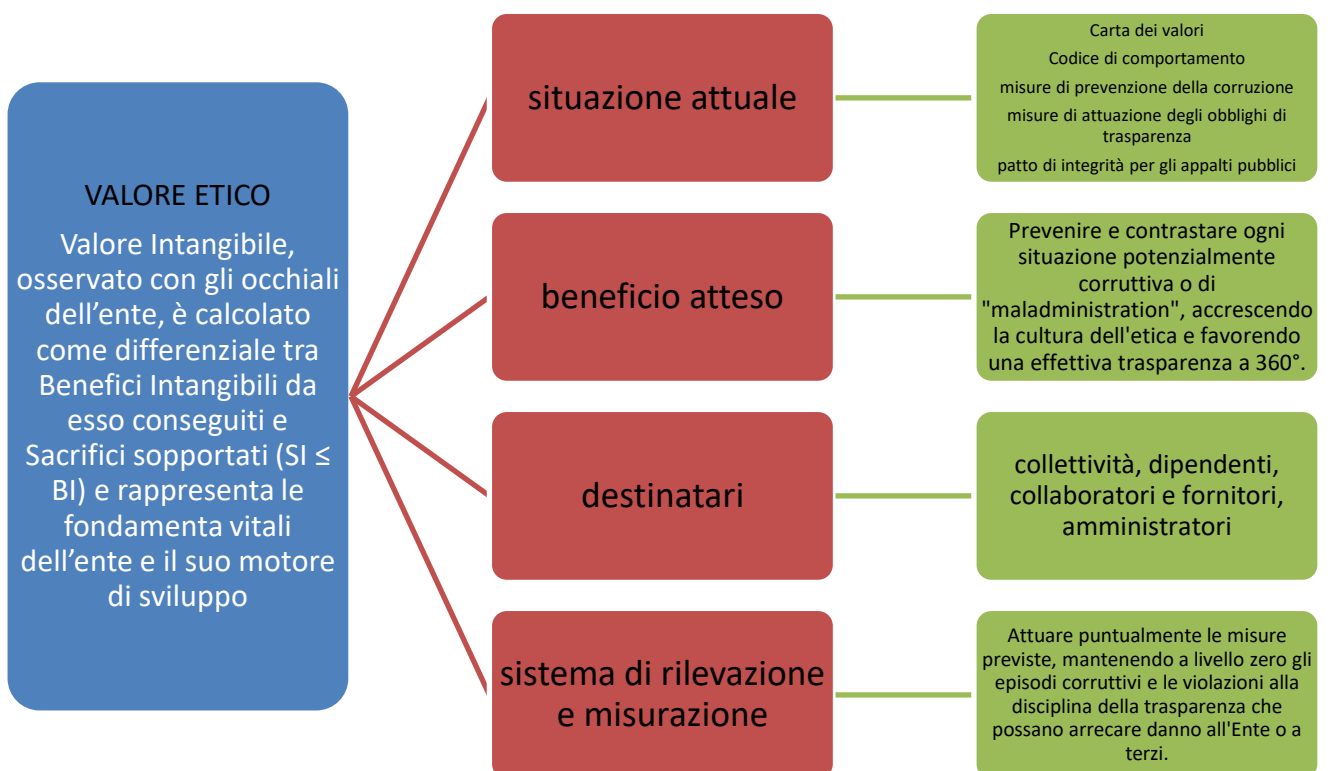 VALORE ETICO
Valore Intangibile,
osservato con gli occhiali
dell’ente, è calcolato
come differenziale tra
Benefici Intangibili da
esso conseguiti e
Sacrifici sopportati (SI ≤
BI) e rappresenta le
fondamenta vitali
dell’ente e il suo motore
di sviluppo
situazione attuale
Carta dei valori
Codice di comportamento
misure di prevenzione della corruzione
misure di attuazione degli obblighi di
trasparenza
patto di integrità per gli appalti pubblici
beneficio atteso
Prevenire e contrastare ogni
situazione potenzialmente
corruttiva o di
"maladministration", accrescendo
la cultura dell'etica e favorendo
una effettiva trasparenza a 360°.
destinatari
collettività, dipendenti,
collaboratori e fornitori,
amministratori
sistema di rilevazione
e misurazione
Attuare puntualmente le misure
previste, mantenendo a livello zero gli
episodi corruttivi e le violazioni alla
disciplina della trasparenza che
possano arrecare danno all'Ente o a
terzi.